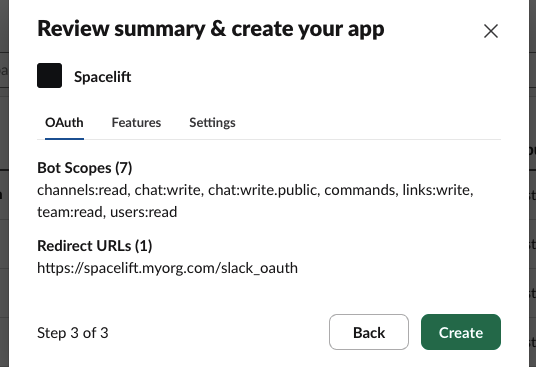 Review summary & create your app
Spacelift
OAuth Features Settings
Bot Scopes (7)
channels:read, chat:write, chat:write.public, commands, links:write,
team:read, users:read
Redirect URLs (1)
https://spacelift.myorg.com/slack_oauth
Step 3 of 3 Back Create